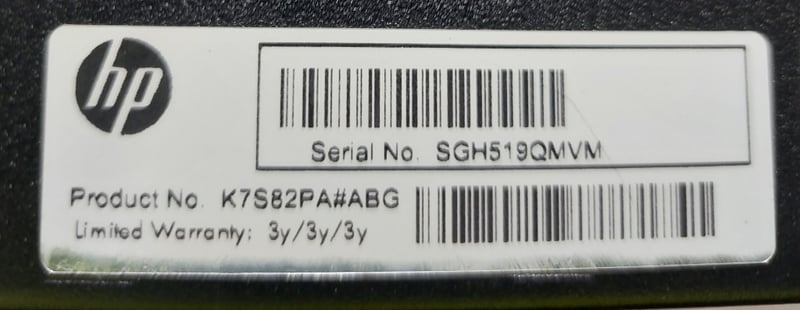 hp
Serial No. SGH519QMVM
Product No. K7S82PA#ABG
Limited Warranty: 3y/3y/3y